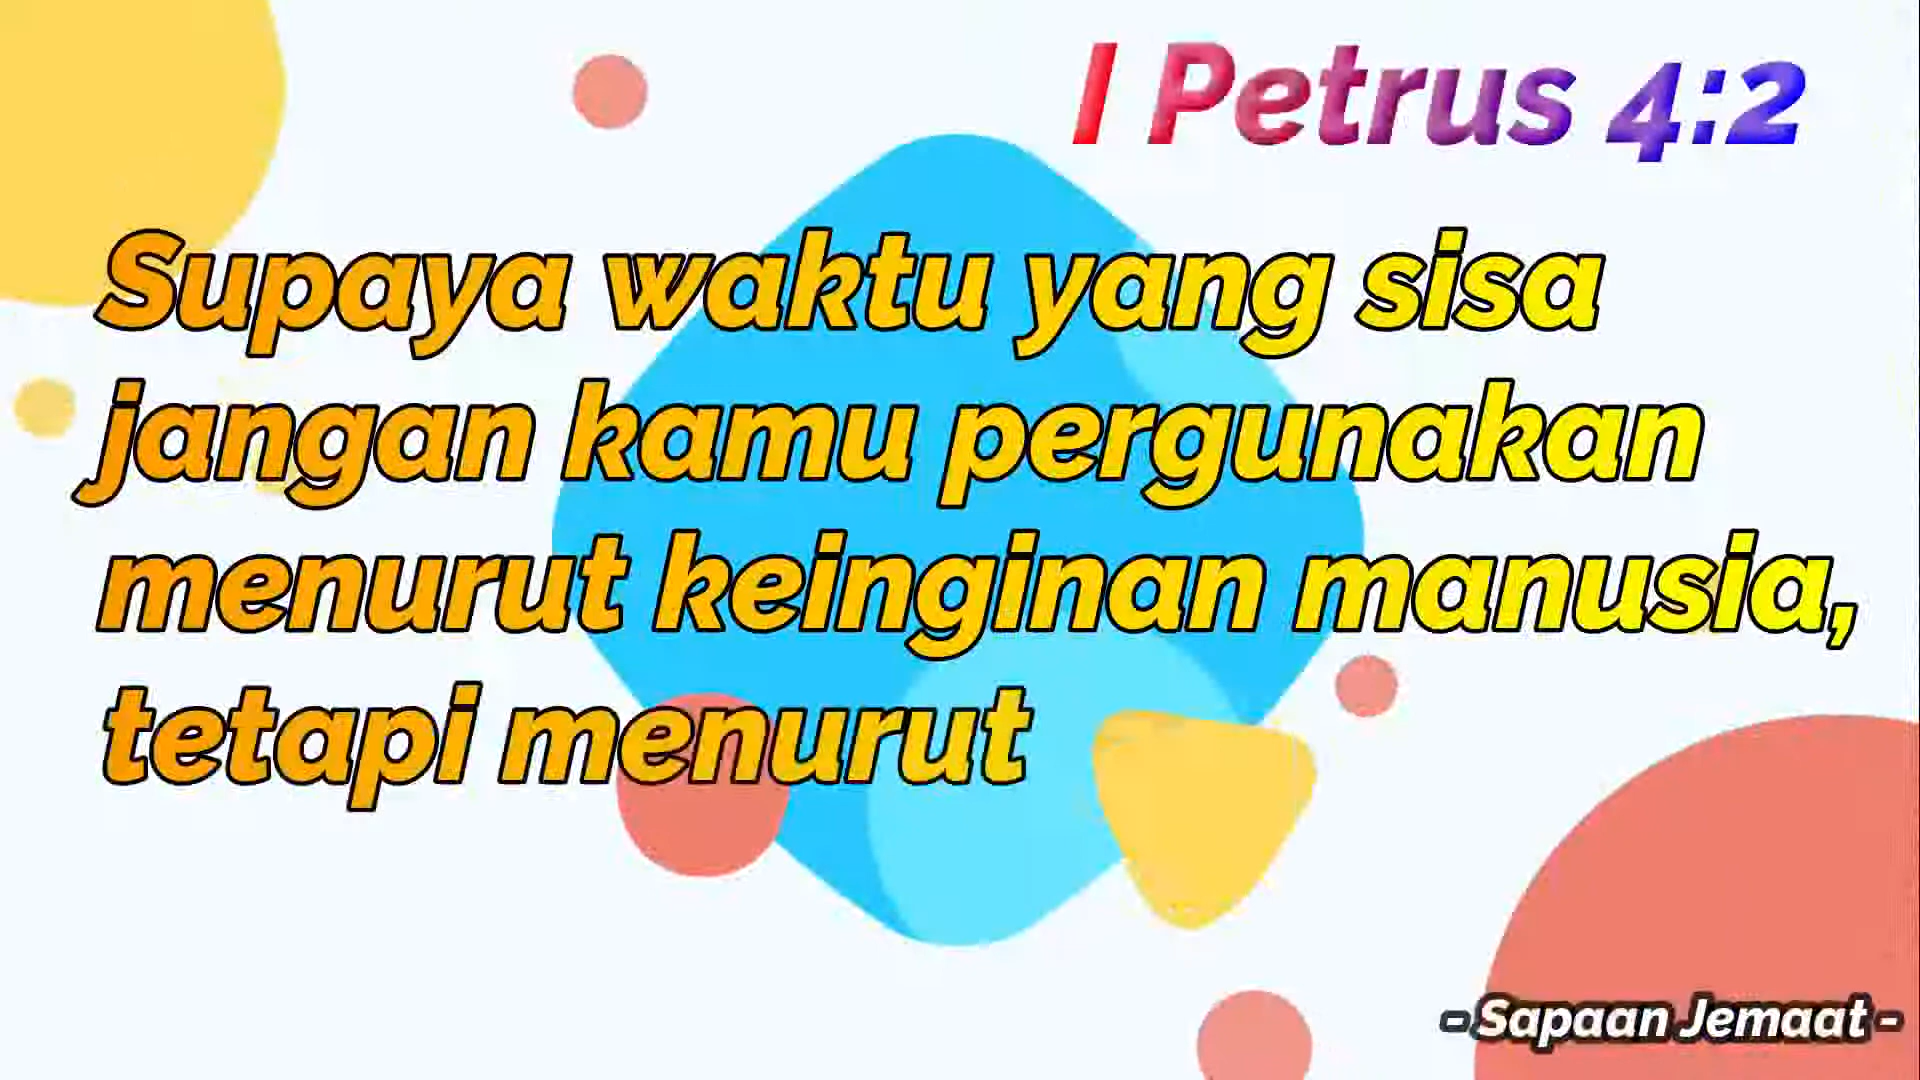 I Petrus 4:2
Supaya waktu yang sisa
jangan kamu pergunakan
menurut keinginan manusia,
tetapi menurut
- Sapaan Jemaat -